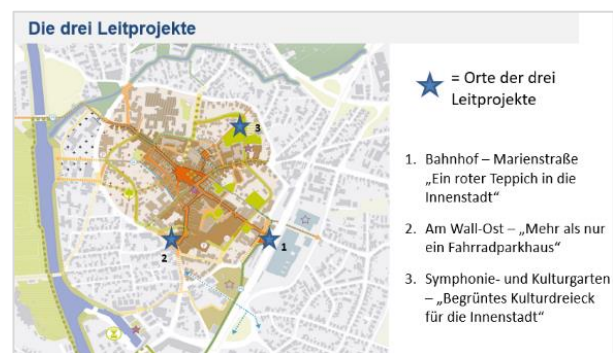 Die drei Leitprojekte
= Orte der drei
Leitprojekte
1. Bahnhof – Marienstraße
„Ein roter Teppich in die
Innenstadt“
2. Am Wall-Ost – „Mehr als nur
ein Fahrradparkhaus“
3. Symphonie- und Kulturgarten
– „Begrüntes Kulturdreieck
für die Innenstadt“
3
1
2